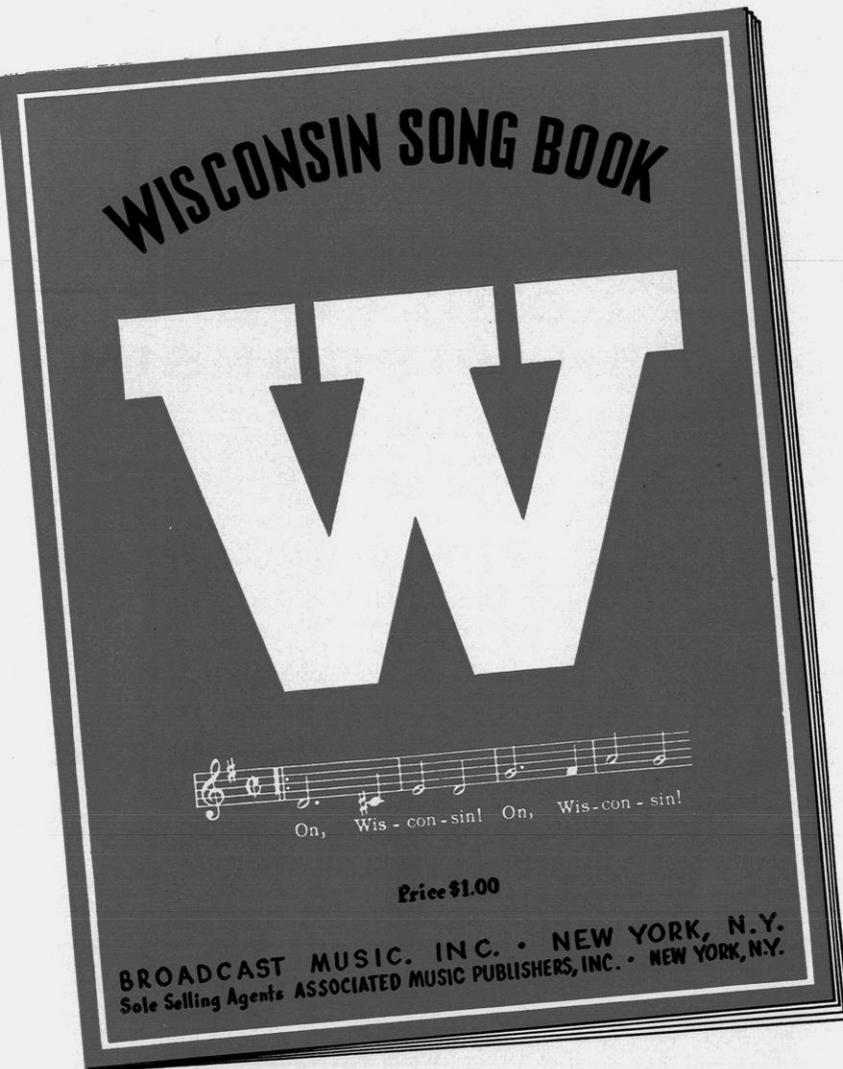 WISCONSIN SONG BOOK
W
On, Wis - con - sin! On, Wis - con - sin!
Price $1.00
BROADCAST MUSIC. INC. • NEW YORK, N.Y.
Sole Selling Agents ASSOCIATED MUSIC PUBLISHERS, INC. • NEW YORK, N.Y.